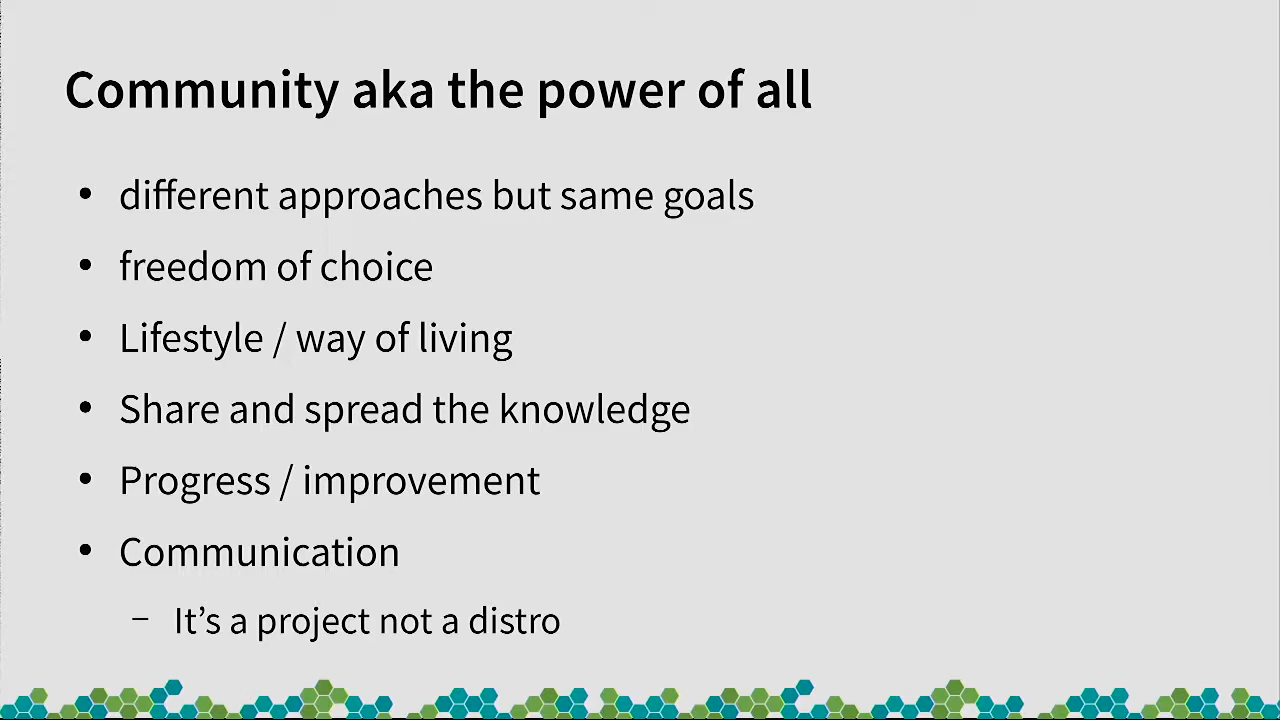 Community aka the power of all
• different approaches but same goals
• freedom of choice
• Lifestyle / way of living
• Share and spread the knowledge
• Progress / improvement
• Communication
– It’s a project not a distro